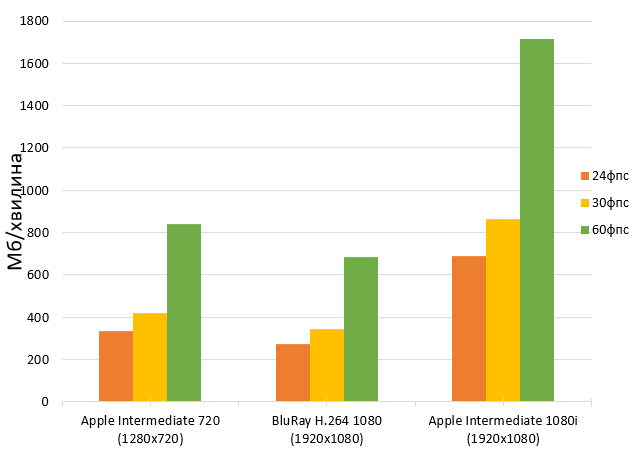 1800
1600
1400
1200
1000
800
600
400
200
0
Мб/хвилина
24фпс
30фпс
60фпс
Apple Intermediate 720
(1280x720)
BluRay H.264 1080
(1920x1080)
Apple Intermediate 1080i
(1920x1080)